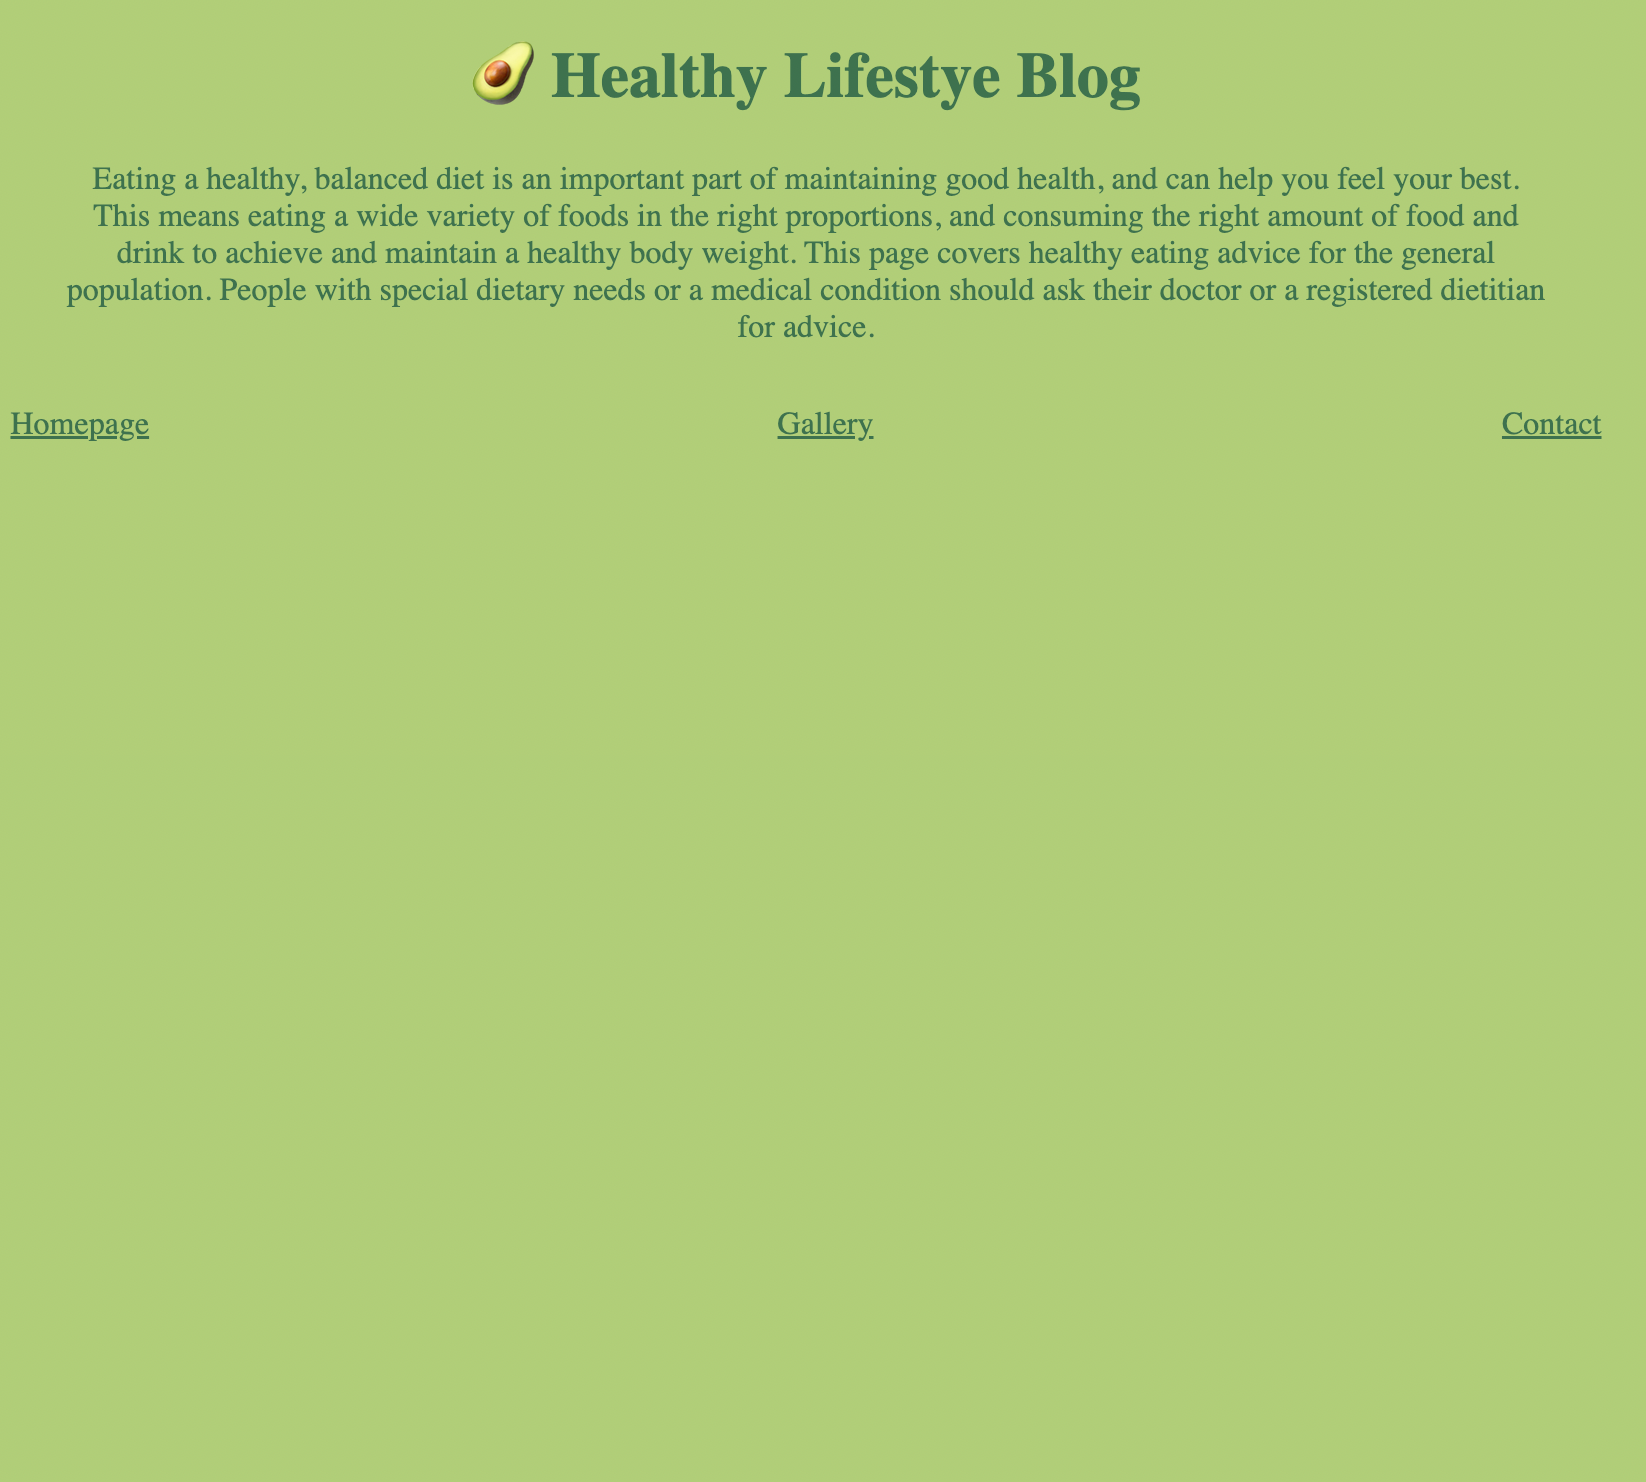 🥑 Healthy Lifestye Blog
Eating a healthy, balanced diet is an important part of maintaining good health, and can help you feel your best.
This means eating a wide variety of foods in the right proportions, and consuming the right amount of food and
drink to achieve and maintain a healthy body weight. This page covers healthy eating advice for the general
population. People with special dietary needs or a medical condition should ask their doctor or a registered dietitian
for advice.
Homepage Gallery Contact